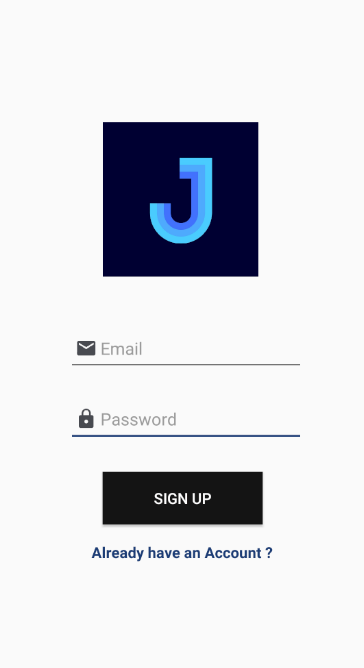 J
Email
Password
SIGN UP
Already have an Account ?